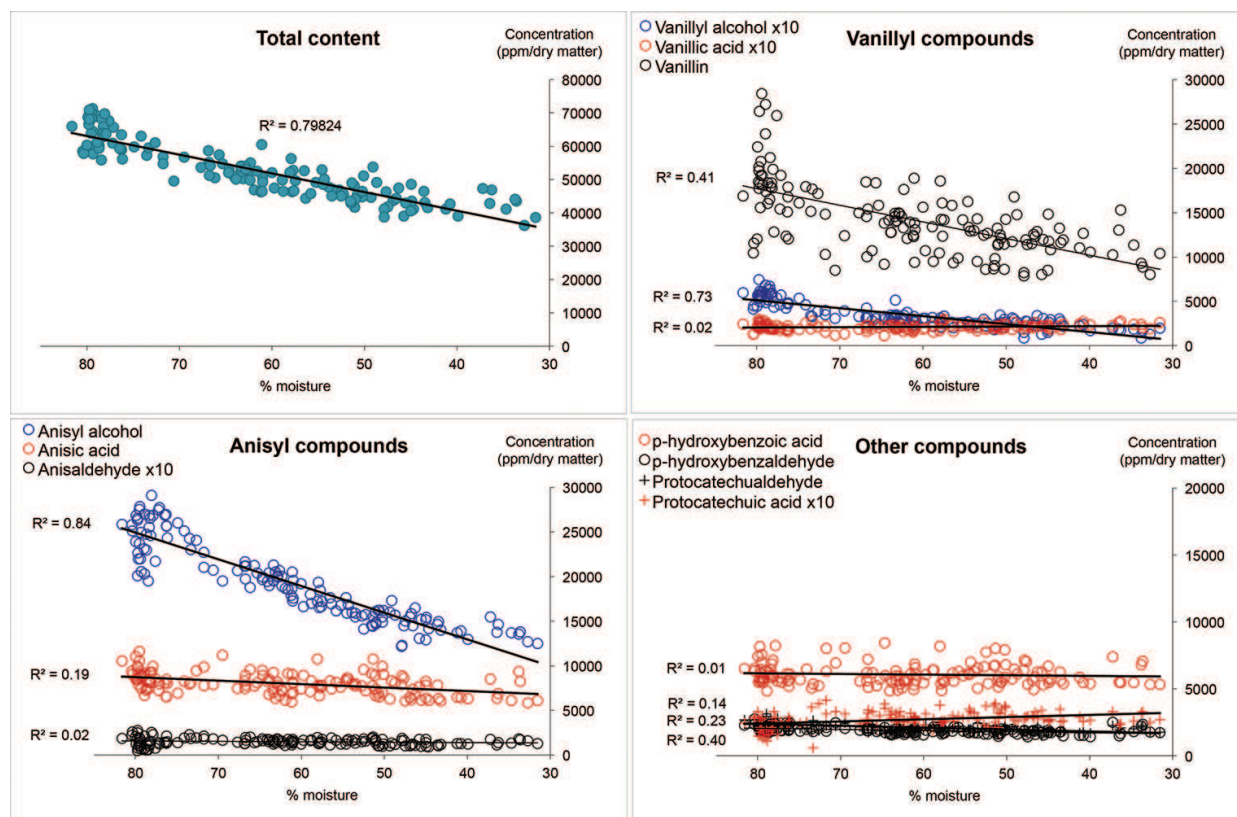 Total content
Concentration
(ppm/dry matter)
80000
70000
60000
50000
40000
30000
20000
10000
0
R² = 0.79824
80 70 60 50 40 30
% moisture
Vanillyl alcohol x10
Vanillic acid x10
Vanillin
Vanillyl compounds
Concentration
(ppm/dry matter)
30000
25000
20000
15000
10000
5000
0
R² = 0.41
R² = 0.73
R² = 0.02
80 70 60 50 40 30
% moisture
Anisyl alcohol
Anisic acid
Anisaldehyde x10
Anisyl compounds
Concentration
(ppm/dry matter)
30000
25000
20000
15000
10000
5000
0
R² = 0.84
R² = 0.19
R² = 0.02
80 70 60 50 40 30
% moisture
p-hydroxybenzoic acid
p-hydroxybenzaldehyde
Protocatechualdehyde
Protocatechuic acid x10
Other compounds
Concentration
(ppm/dry matter)
20000
15000
10000
5000
0
R² = 0.01
R² = 0.14
R² = 0.23
R² = 0.40
80 70 60 50 40 30
% moisture